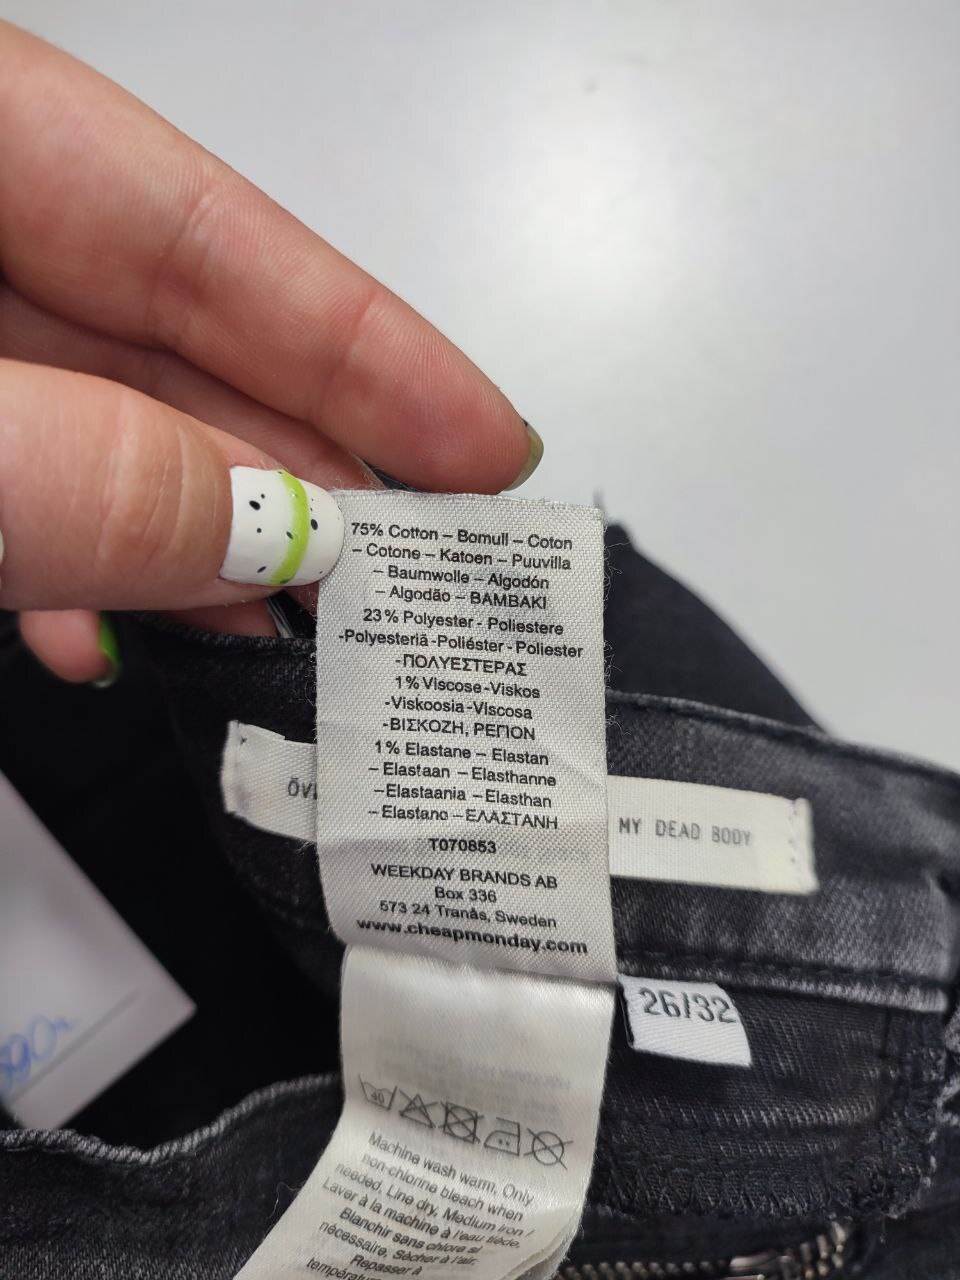 75% Cotton – Bomull – Coton
– Cotone – Katoen – Puuvilla
– Baumwolle – Algodón
– Algodão – ΒΑΜΒΑΚΙ
23% Polyester - Poliestere
-Polyesteriä -Poliéster - Poliester
-ΠΟΛΥΕΣΤΕΡΑΣ
1% Viscose -Viskos
-Viskoosia -Viscosa
-ΒΙΣΚΟΖΗ, ΡΕΓΙΟΝ
1% Elastane – Elastan
– Elastaan – Elasthanne
– Elastaania – Elasthan
– Elastano – ΕΛΑΣΤΑΝΗ
T070853
WEEKDAY BRANDS AB
Box 336
573 24 Tranås, Sweden
www.cheapmonday.com
MY DEAD BODY
26/32
40
Machine wash warm, Only
non-chlorine bleach when
needed, Line dry, Medium iron /
Laver à la machine à l'eau tiède,
Blanchir sans chlore si
nécessaire, Sécher à l'air,
Repasser à